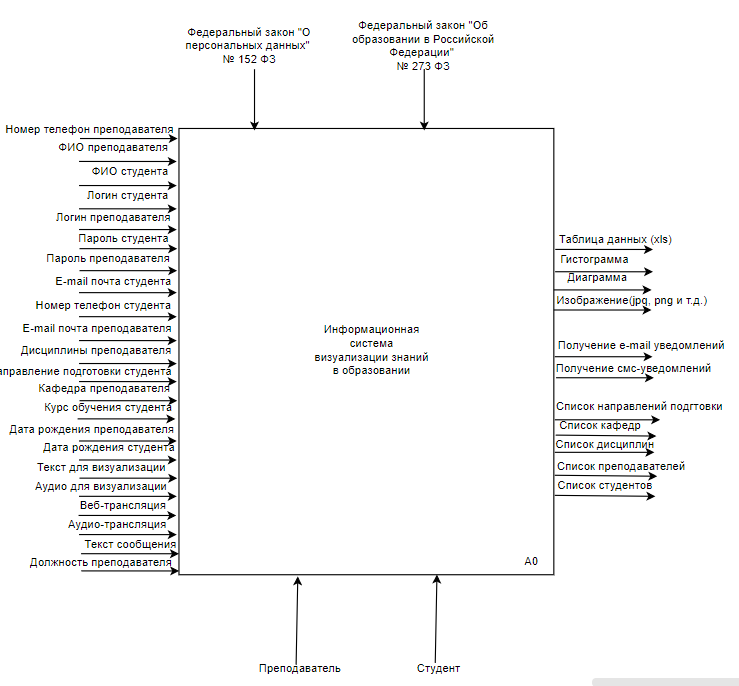 Федеральный закон "О
персональных данных"
№ 152 ФЗ
Федеральный закон "Об
образовании в Российской
Федерации"
№ 273 ФЗ
Номер телефон преподавателя
ФИО преподавателя
ФИО студента
Логин студента
Логин преподавателя
Пароль студента
Пароль преподавателя
E-mail почта студента
Номер телефон студента
E-mail почта преподавателя
Дисциплины преподавателя
аправление подготовки студента
Кафедра преподавателя
Курс обучения студента
Дата рождения преподавателя
Дата рождения студента
Текст для визуализации
Аудио для визуализации
Веб-трансляция
Аудио-трансляция
Текст сообщения
Должность преподавателя
Информационная
система
визуализации знаний
в образовании
A0
Таблица данных (xls)
Гистограмма
Диаграмма
Изображение(jpg, png и т.д.)
Получение e-mail уведомлений
Получение смс-уведомлений
Список направлений подгтовки
Список кафедр
Список дисциплин
Список преподавателей
Список студентов
Преподаватель
Студент